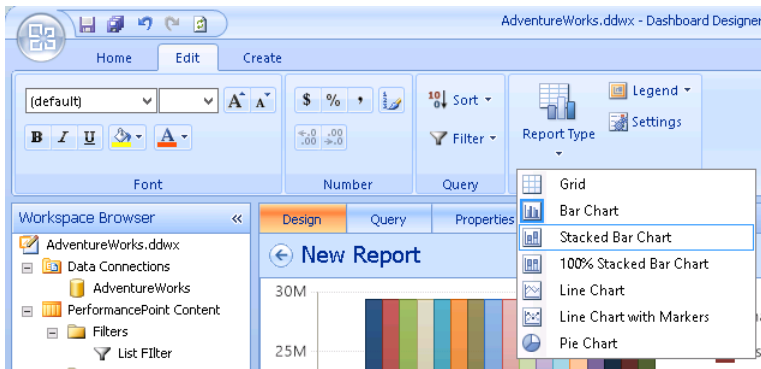 AdventureWorks.ddwx - Dashboard Designer
Home Edit Create
(default) A A $ % , Sort Legend
Settings
B I U A .0 .00 Filter Report Type
.00 .0
Font Number Query
Grid
Bar Chart
Stacked Bar Chart
100% Stacked Bar Chart
Line Chart
Line Chart with Markers
Pie Chart
Workspace Browser «
AdventureWorks.ddwx
Data Connections
AdventureWorks
PerformancePoint Content
Filters
List FIlter
Design Query Properties
New Report
30M
25M